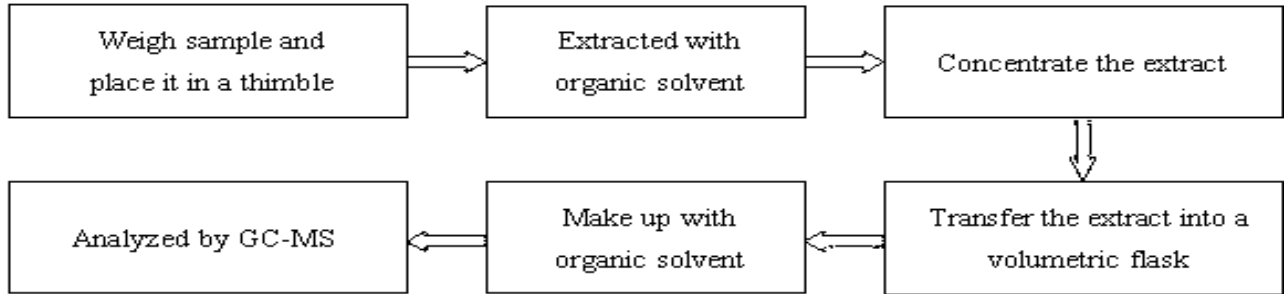 Weigh sample and
place it in a thimble
Extracted with
organic solvent
Concentrate the extract
Transfer the extract into a
volumetric flask
Make up with
organic solvent
Analyzed by GC-MS